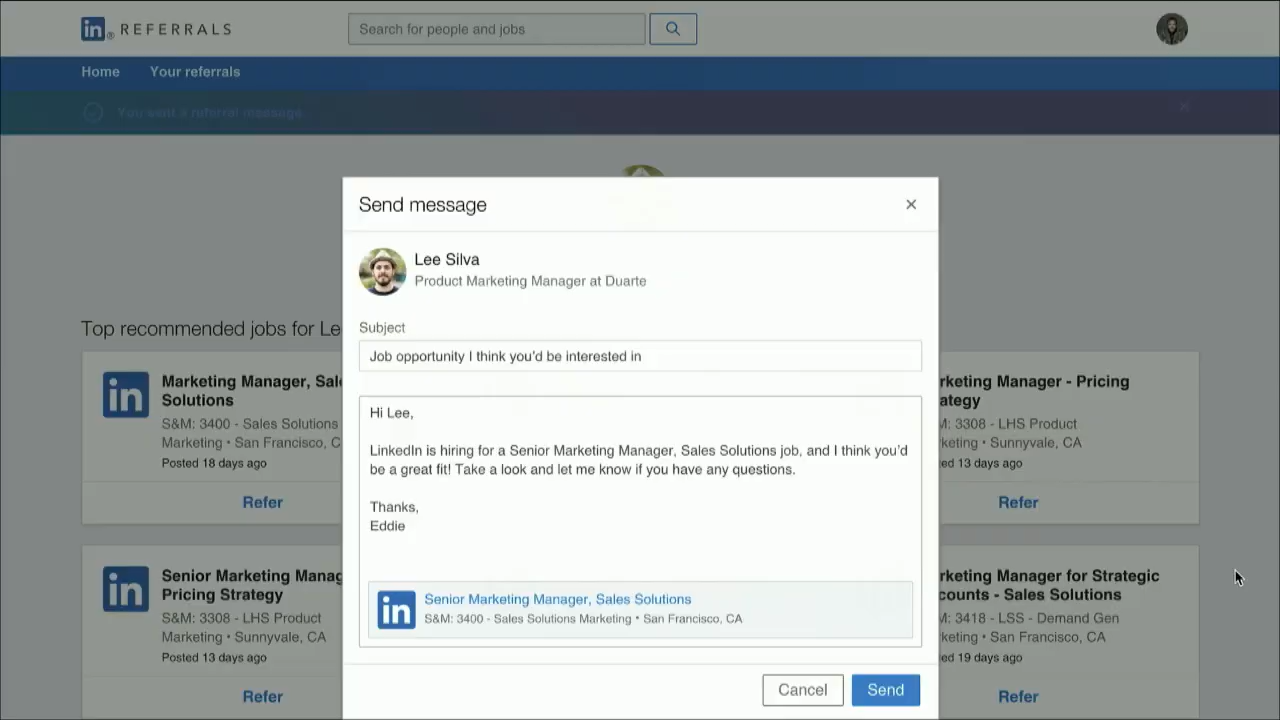 in® REFERRALS
Search for people and jobs
Home
Your referrals
You sent a referral message
Send message
Lee Silva
Product Marketing Manager at Duarte
Subject
Job opportunity I think you'd be interested in
Hi Lee,
LinkedIn is hiring for a Senior Marketing Manager, Sales Solutions job, and I think you'd
be a great fit! Take a look and let me know if you have any questions.
Thanks,
Eddie
in
Senior Marketing Manager, Sales Solutions
S&M: 3400 - Sales Solutions Marketing • San Francisco, CA
Cancel
Send
Top recommended jobs for Le
in
Marketing Manager, Sal
Solutions
S&M: 3400 - Sales Solutions
Marketing • San Francisco, C
Posted 18 days ago
Refer
rketing Manager - Pricing
ategy
M: 3308 - LHS Product
keting • Sunnyvale, CA
ed 13 days ago
Refer
in
Senior Marketing Manag
Pricing Strategy
S&M: 3308 - LHS Product
Marketing • Sunnyvale, CA
Posted 13 days ago
Refer
rketing Manager for Strategic
counts - Sales Solutions
M: 3418 - LSS - Demand Gen
keting • San Francisco, CA
ed 19 days ago
Refer